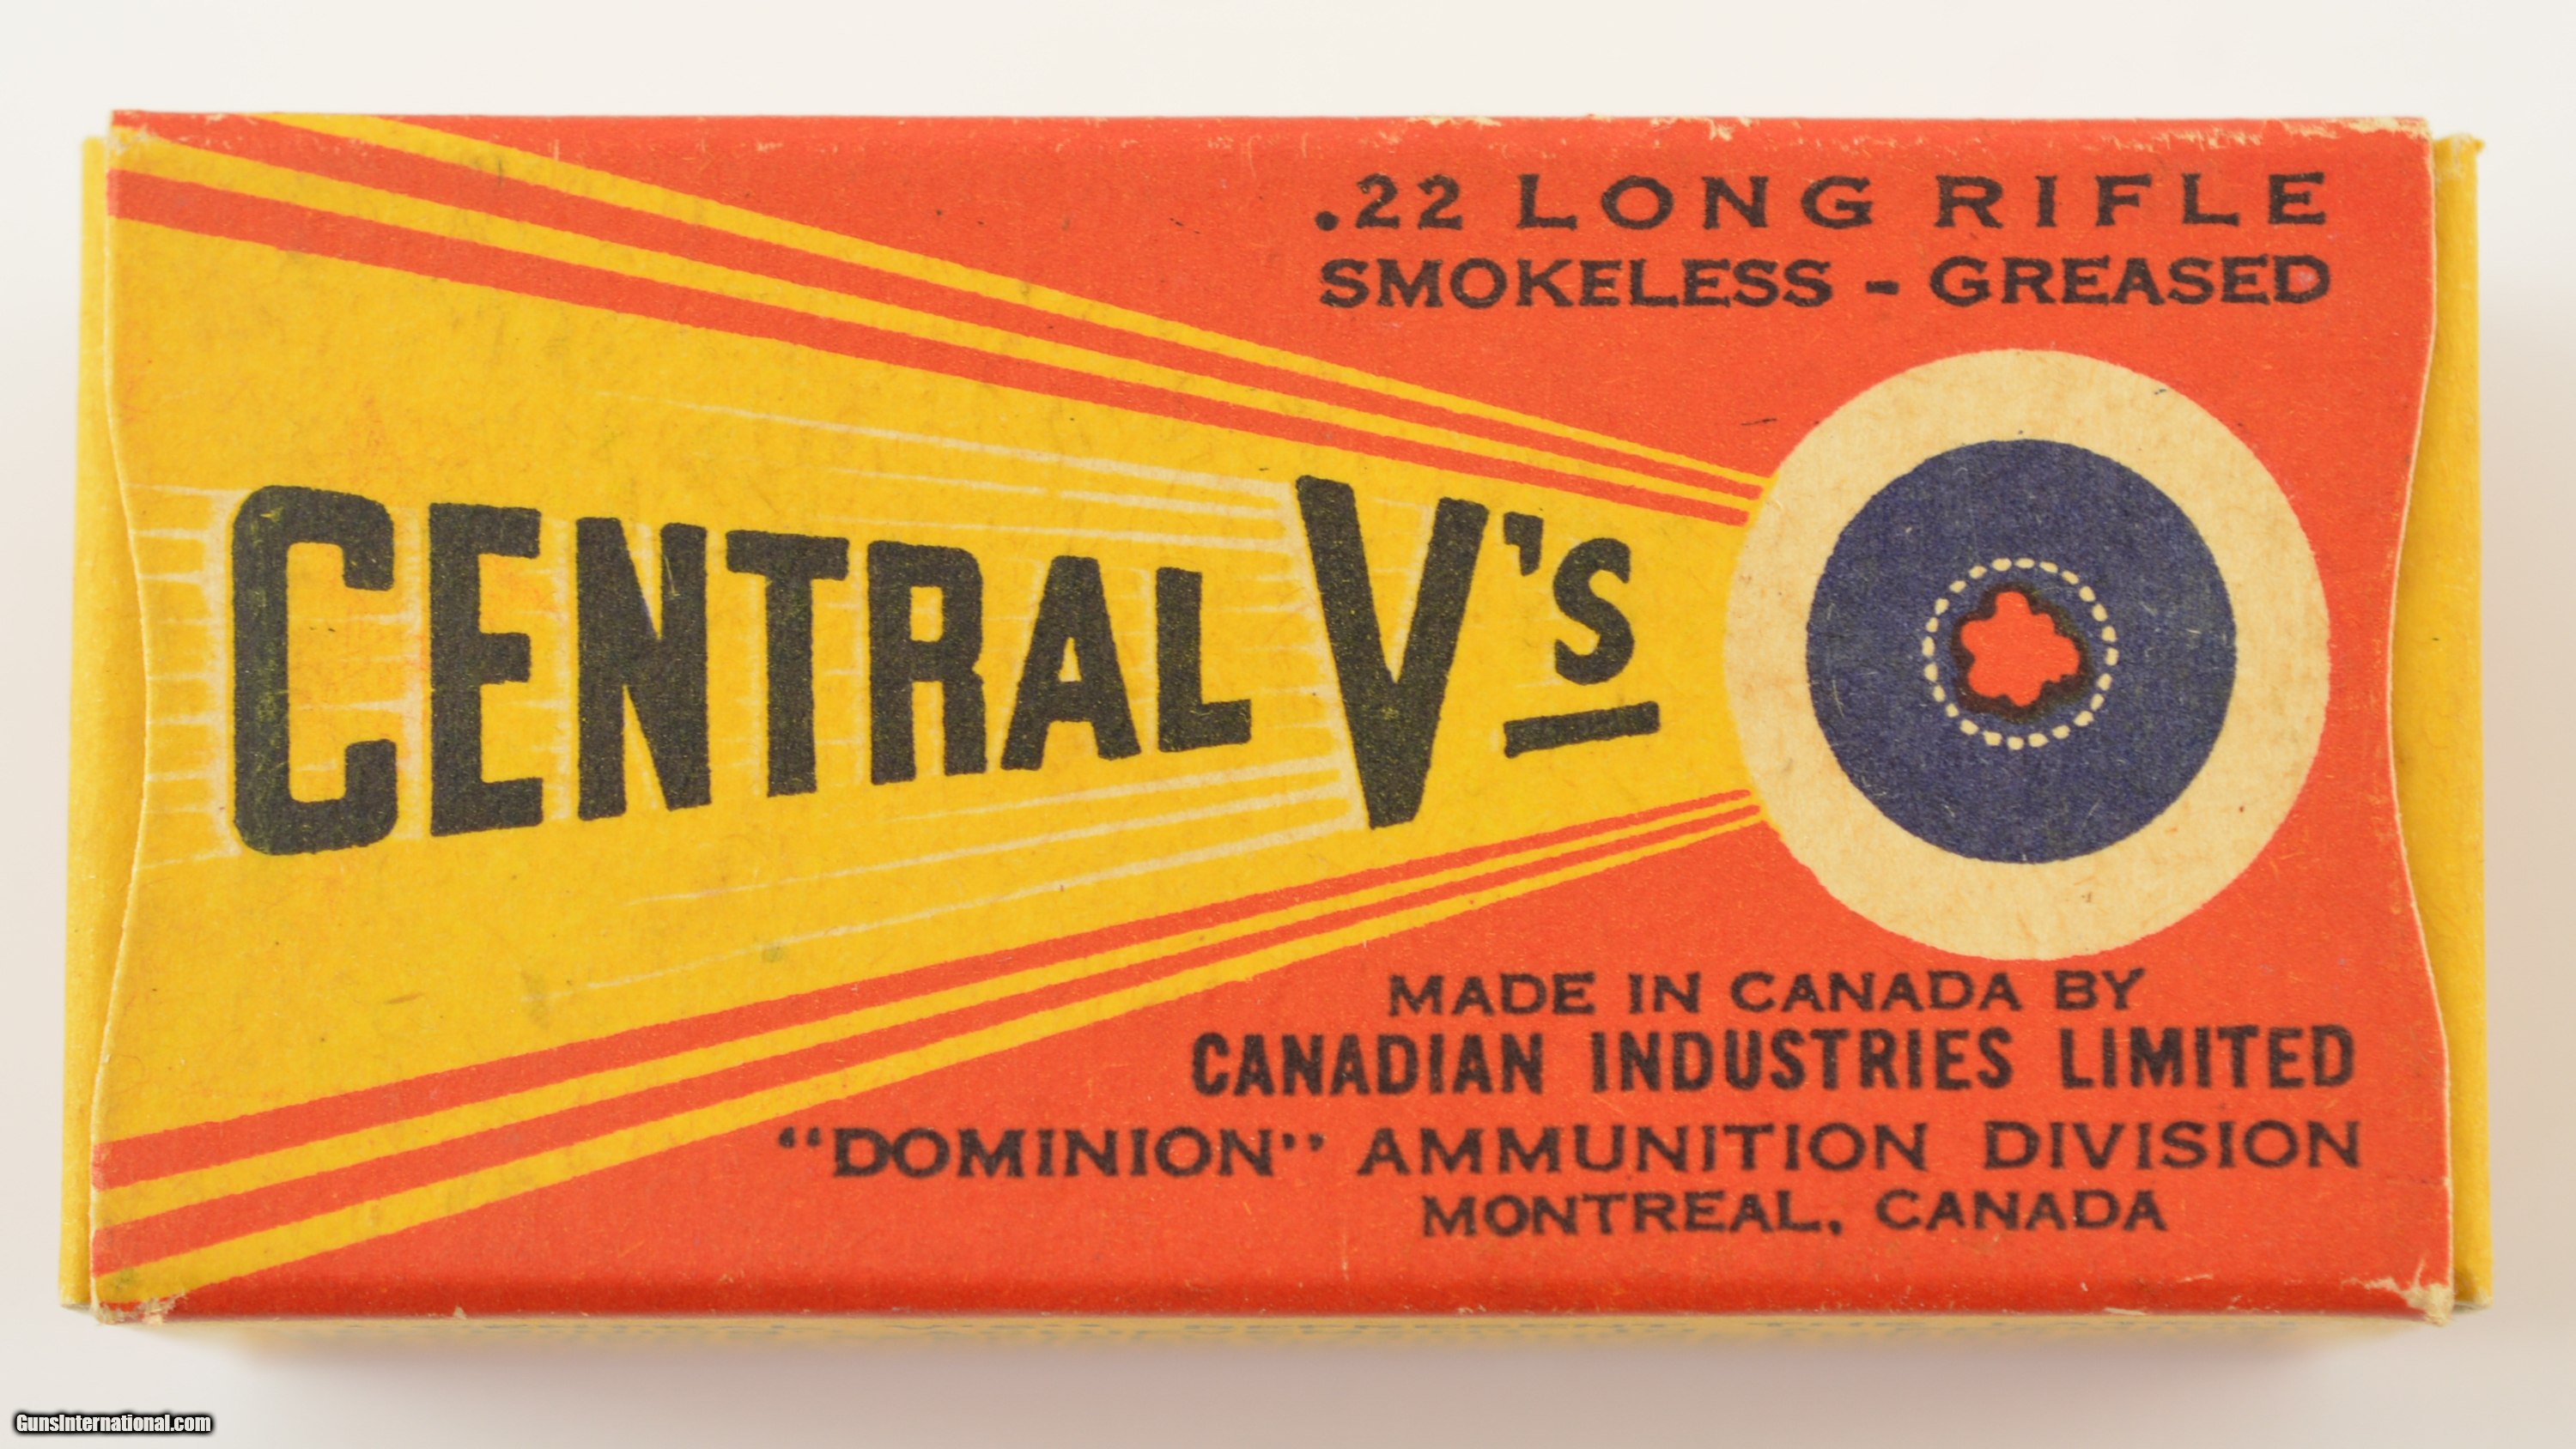 .22 LONG RIFLE
SMOKELESS - GREASED
CENTRAL V's
MADE IN CANADA BY
CANADIAN INDUSTRIES LIMITED
"DOMINION" AMMUNITION DIVISION
MONTREAL, CANADA
GunsInternational.com